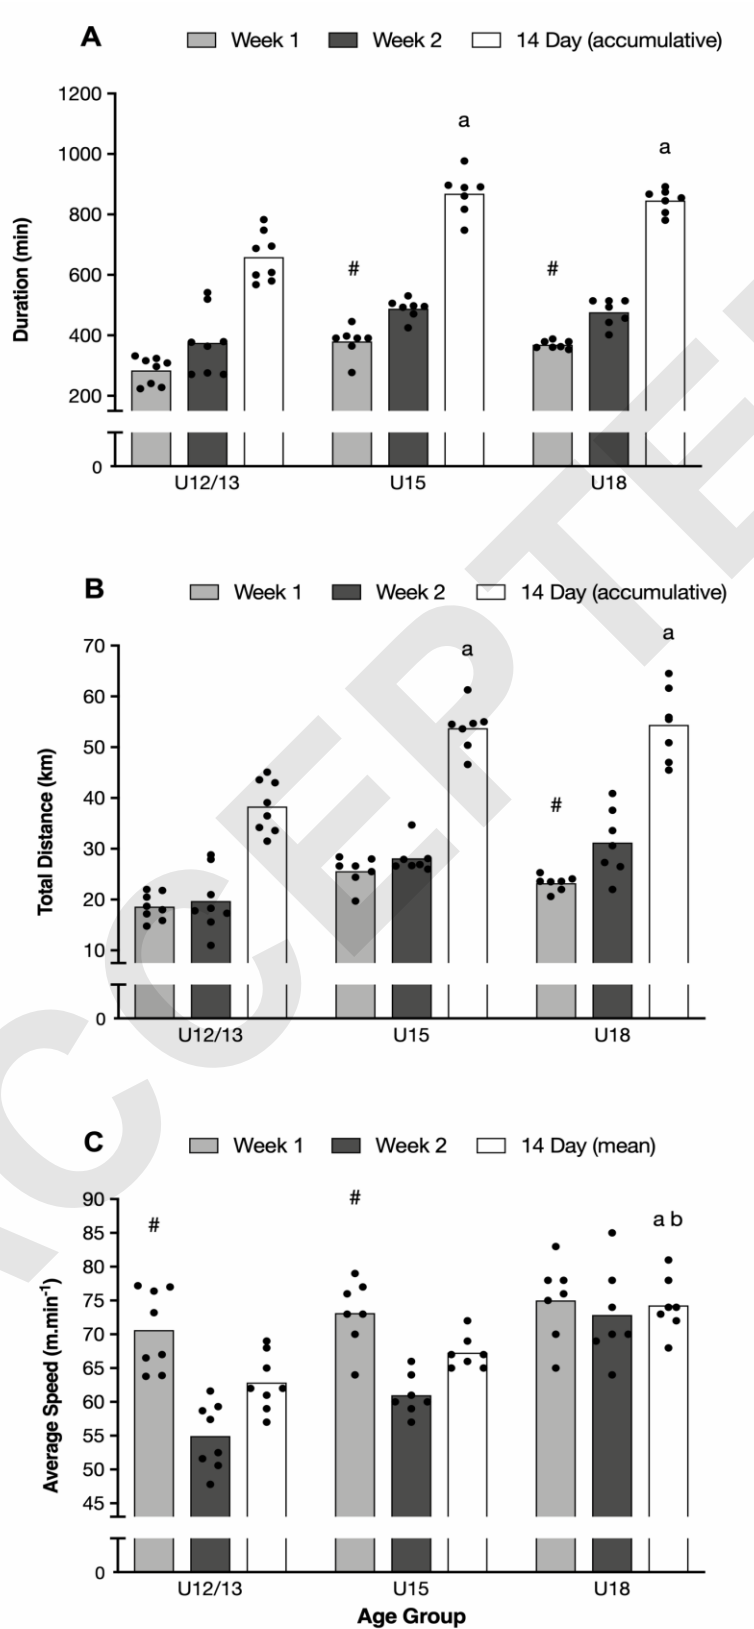 A
Week 1 Week 2 14 Day (accumulative)
Duration (min)
1200
1000
800
600
400
200
0
a
a
#
#
U12/13 U15 U18
B
Week 1 Week 2 14 Day (accumulative)
Total Distance (km)
70
60
50
40
30
20
10
0
a
a
#
U12/13 U15 U18
C
Week 1 Week 2 14 Day (mean)
Average Speed (m.min-1)
90
85
80
75
70
65
60
55
50
45
0
#
#
a b
U12/13 U15 U18
Age Group
ACCEPTE